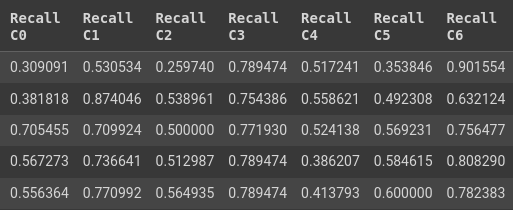 Recall Recall Recall Recall Recall Recall Recall
C0 C1 C2 C3 C4 C5 C6
0.309091 0.530534 0.259740 0.789474 0.517241 0.353846 0.901554
0.381818 0.874046 0.538961 0.754386 0.558621 0.492308 0.632124
0.705455 0.709924 0.500000 0.771930 0.524138 0.569231 0.756477
0.567273 0.736641 0.512987 0.789474 0.386207 0.584615 0.808290
0.556364 0.770992 0.564935 0.789474 0.413793 0.600000 0.782383